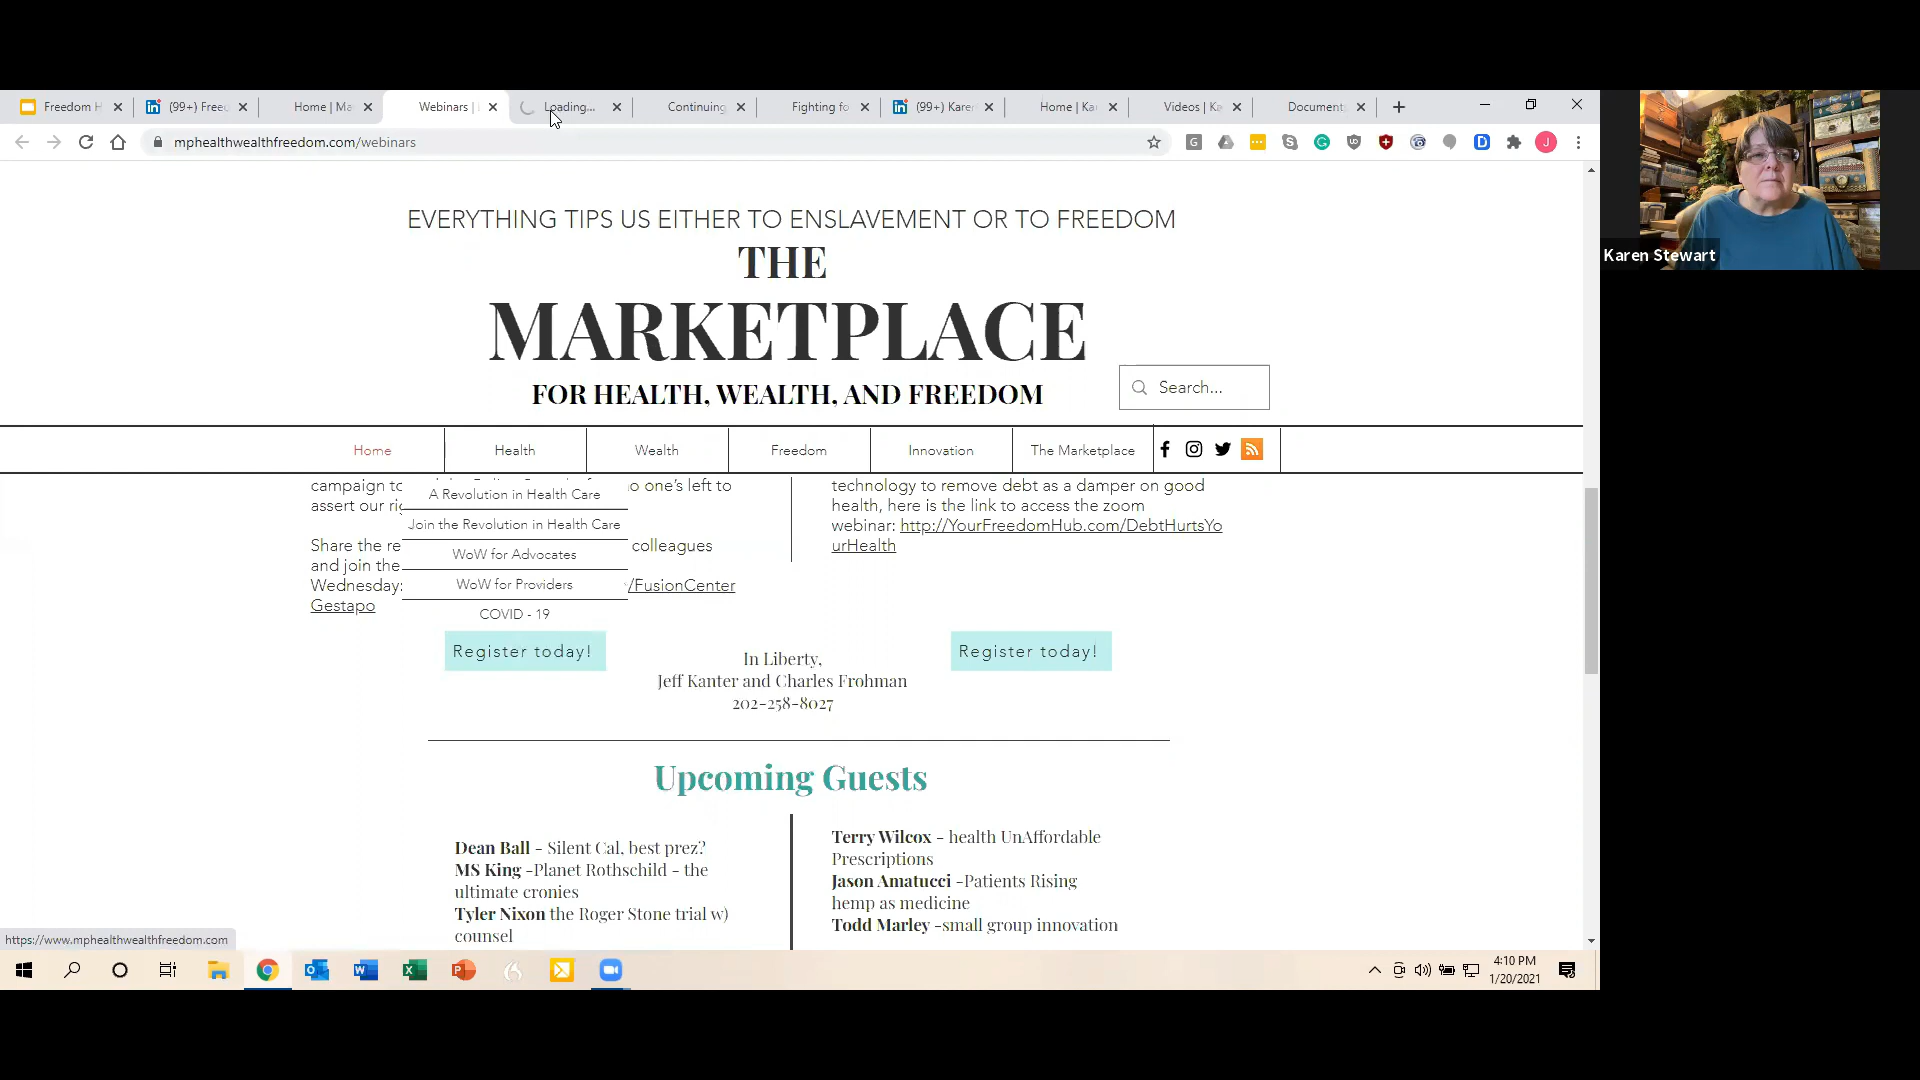 Freedom H
(99+) Free
Home | Ma
Webinars |
Loading...
Continuing
Fighting fo
(99+) Kare
Home | Ka
Videos | Ka
Document
mphealthwealthfreedom.com/webinars
J
EVERYTHING TIPS US EITHER TO ENSLAVEMENT OR TO FREEDOM
THE
MARKETPLACE
FOR HEALTH, WEALTH, AND FREEDOM
Search...
Home
Health
Wealth
Freedom
Innovation
The Marketplace
campaign to
o one's left to
assert our ri
Share the re
colleagues
and join the
Wednesday:
/FusionCenter
Gestapo
A Revolution in Health Care
Join the Revolution in Health Care
WoW for Advocates
WoW for Providers
COVID - 19
technology to remove debt as a damper on good
health, here is the link to access the zoom
webinar: http://YourFreedomHub.com/DebtHurtsYo
urHealth
Register today!
In Liberty,
Jeff Kanter and Charles Frohman
202-258-8027
Register today!
Upcoming Guests
Dean Ball - Silent Cal, best prez?
MS King -Planet Rothschild - the
ultimate cronies
Tyler Nixon the Roger Stone trial w)
counsel
Terry Wilcox - health UnAffordable
Prescriptions
Jason Amatucci -Patients Rising
hemp as medicine
Todd Marley -small group innovation
https://www.mphealthwealthfreedom.com
4:10 PM
1/20/2021
Karen Stewart